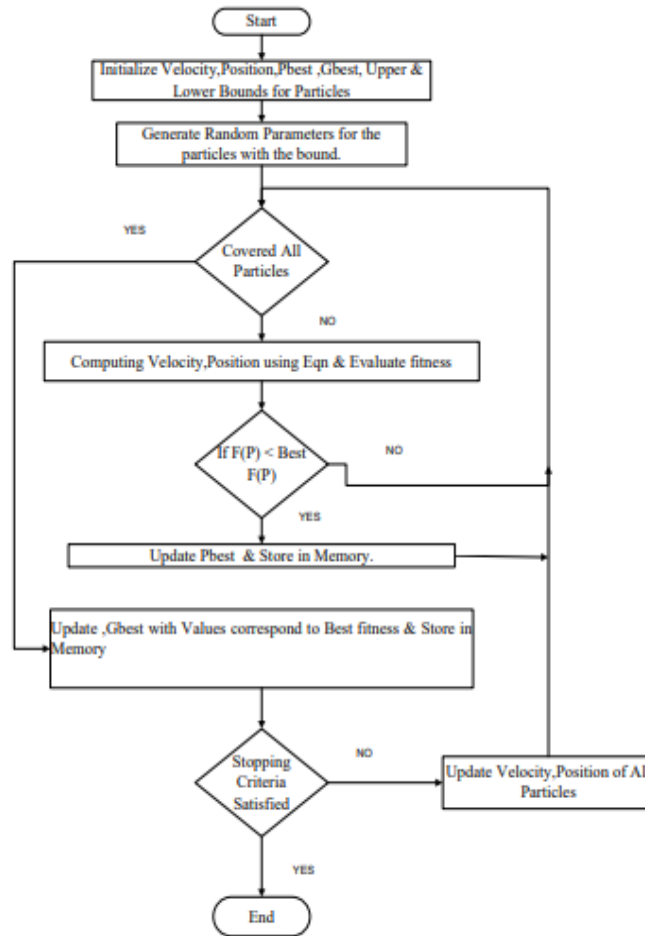 Start
Initialize Velocity,Position,Pbest ,Gbest, Upper &
Lower Bounds for Particles
Generate Random Parameters for the
particles with the bound.
YES
Covered All
Particles
NO
Computing Velocity,Position using Eqn & Evaluate fitness
If F(P) < Best
F(P)
NO
YES
Update Pbest & Store in Memory.
Update ,Gbest with Values correspond to Best fitness & Store in
Memory
Stopping
Criteria
Satisfied
NO
Update Velocity,Position of Al
Particles
YES
End